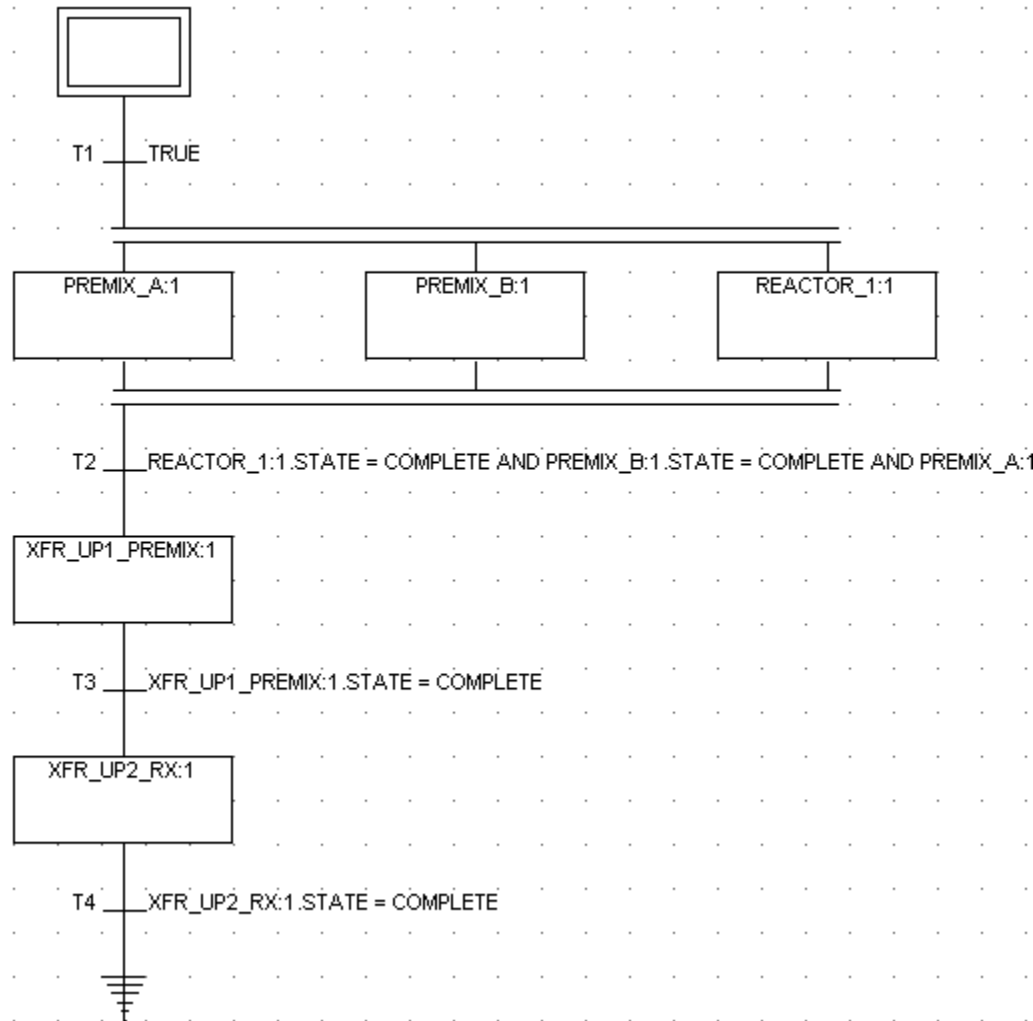 T1 TRUE
PREMIX_A:1 PREMIX_B:1 REACTOR_1:1
T2 REACTOR_1:1.STATE = COMPLETE AND PREMIX_B:1.STATE = COMPLETE AND PREMIX_A:1
XFR_UP1_PREMIX:1
T3 XFR_UP1_PREMIX:1.STATE = COMPLETE
XFR_UP2_RX:1
T4 XFR_UP2_RX:1.STATE = COMPLETE